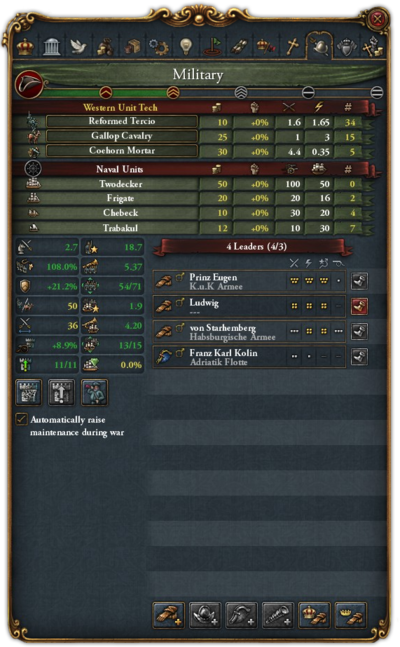 Military
Western Unit Tech #
Reformed Tercio 10 +0% 1.6 1.65 34
Gallop Cavalry 25 +0% 1 3 15
Coehorn Mortar 30 +0% 4.4 0.35 5
Naval Units #
Twodecker 50 +0% 100 50 0
Frigate 20 +0% 20 16 2
Chebeck 10 +0% 30 20 4
Trabakul 12 +0% 10 30 7
2.7 18.7
108.0% 5.37
+21.2% 54/71
50 1.9
36 4.20
+8.9% 13/15
11/11 0.0%
Automatically raise
maintenance during war
4 Leaders (4/3)
Prinz Eugen
K.u.K Armee
Ludwig
---
von Starhemberg
Habsburgische Armee
Franz Karl Kolin
Adriatik Flotte